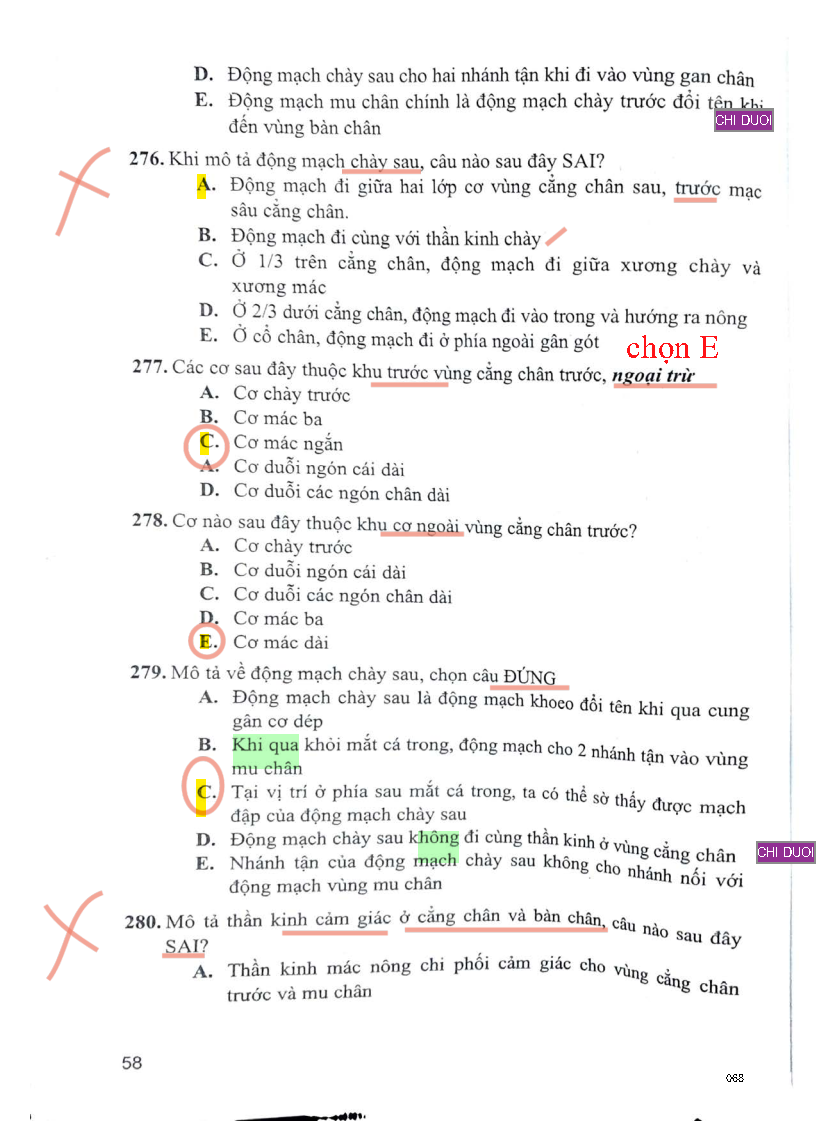 D. Động mạch chày sau cho hai nhánh tận khi đi vào vùng gan chân
E. Động mạch mu chân chính là động mạch chày trước đổi tên khi
CHI DUOI
đến vùng bàn chân
276. Khi mô tả động mạch chày sau, câu nào sau đây SAI?
A. Động mạch đi giữa hai lớp cơ vùng cẳng chân sau, trước mạc
sâu cẳng chân.
B. Động mạch đi cùng với thần kinh chày
C. Ở 1/3 trên cẳng chân, động mạch đi giữa xương chày và
xương mác
D. Ở 2/3 dưới cẳng chân, động mạch đi vào trong và hướng ra nông
E. Ở cổ chân, động mạch đi ở phía ngoài gân gót
chọn E
277. Các cơ sau đây thuộc khu trước vùng cẳng chân trước, ngoại trừ
A. Cơ chày trước
B. Cơ mác ba
C. Cơ mác ngắn
A. Cơ duỗi ngón cái dài
D. Cơ duỗi các ngón chân dài
278. Cơ nào sau đây thuộc khu cơ ngoài vùng cẳng chân trước?
A. Cơ chày trước
B. Cơ duỗi ngón cái dài
C. Cơ duỗi các ngón chân dài
D. Cơ mác ba
E. Cơ mác dài
279. Mô tả về động mạch chày sau, chọn câu ĐÚNG
A. Động mạch chày sau là động mạch khoeo đổi tên khi qua cung
gân cơ dép
B. Khi qua khỏi mắt cá trong, động mạch cho 2 nhánh tận vào vùng
mu chân
C. Tại vị trí ở phía sau mắt cá trong, ta có thể sờ thấy được mạch
đập của động mạch chày sau
D. Động mạch chày sau không đi cùng thần kinh ở vùng cẳng chân
CHI DUOI
E. Nhánh tận của động mạch chày sau không cho nhánh nối với
động mạch vùng mu chân
280. Mô tả thần kinh cảm giác ở cẳng chân và bàn chân, câu nào sau đây
SAI?
A. Thần kinh mác nông chi phối cảm giác cho vùng cẳng chân
trước và mu chân
58
068